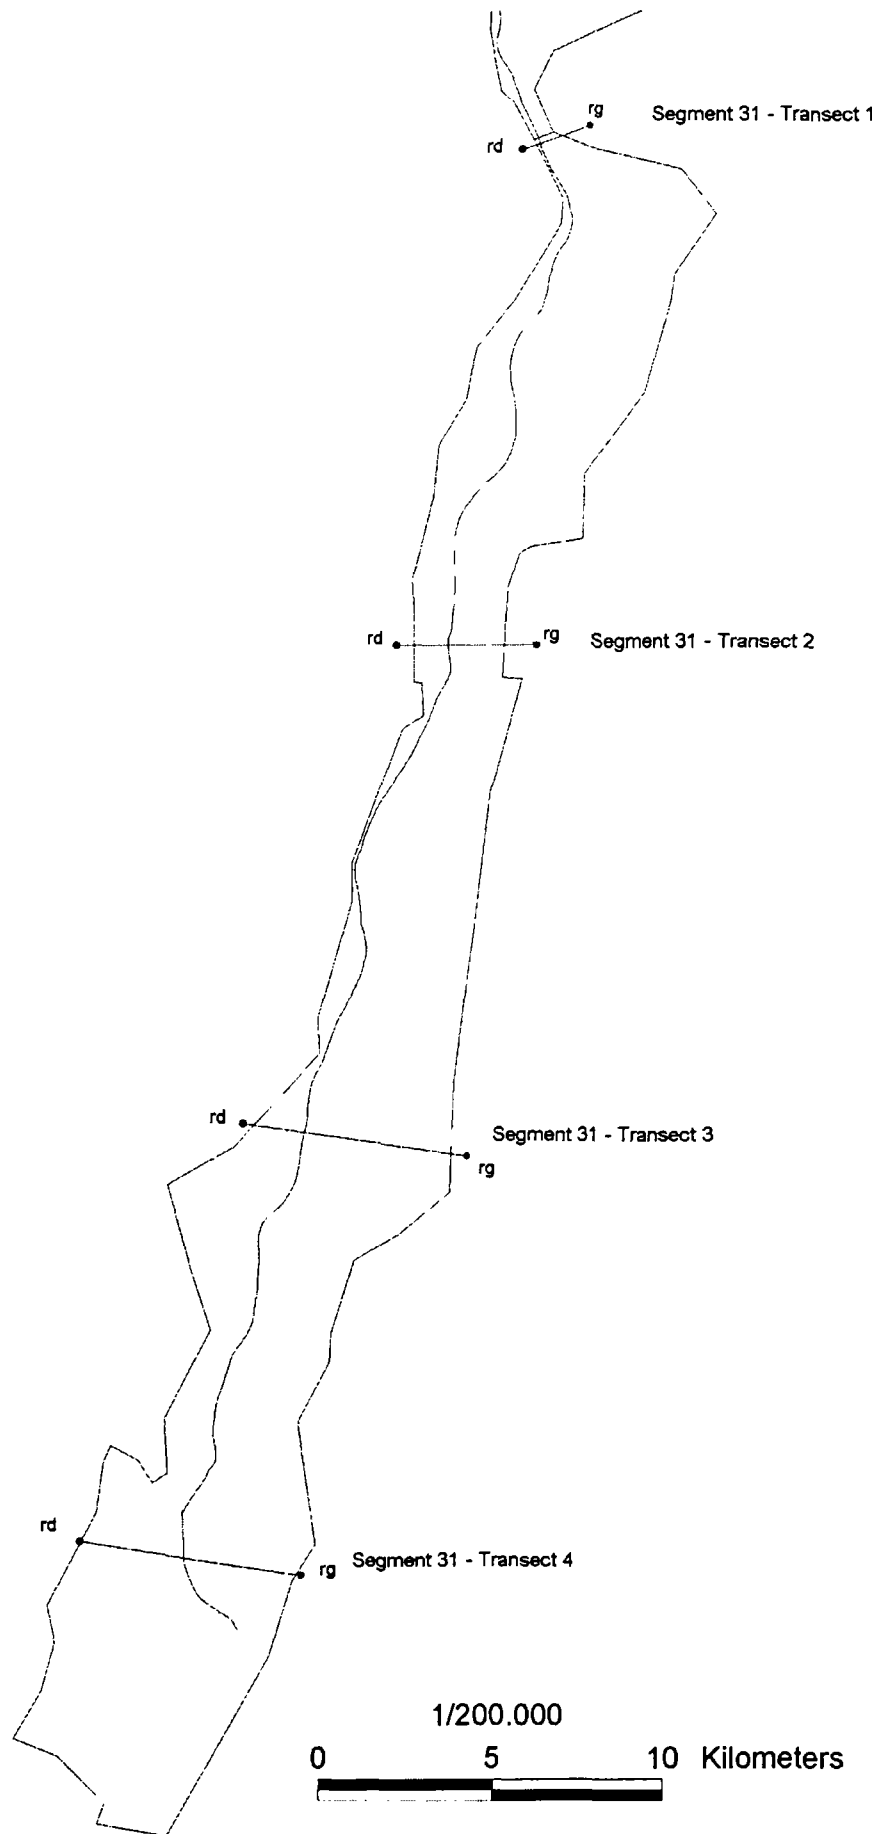 rg
Segment 31 - Transect 1
rd
rd
rg
Segment 31 - Transect 2
rd
Segment 31 - Transect 3
rg
rd
rg
Segment 31 - Transect 4
1/200.000
0 5 10 Kilometers